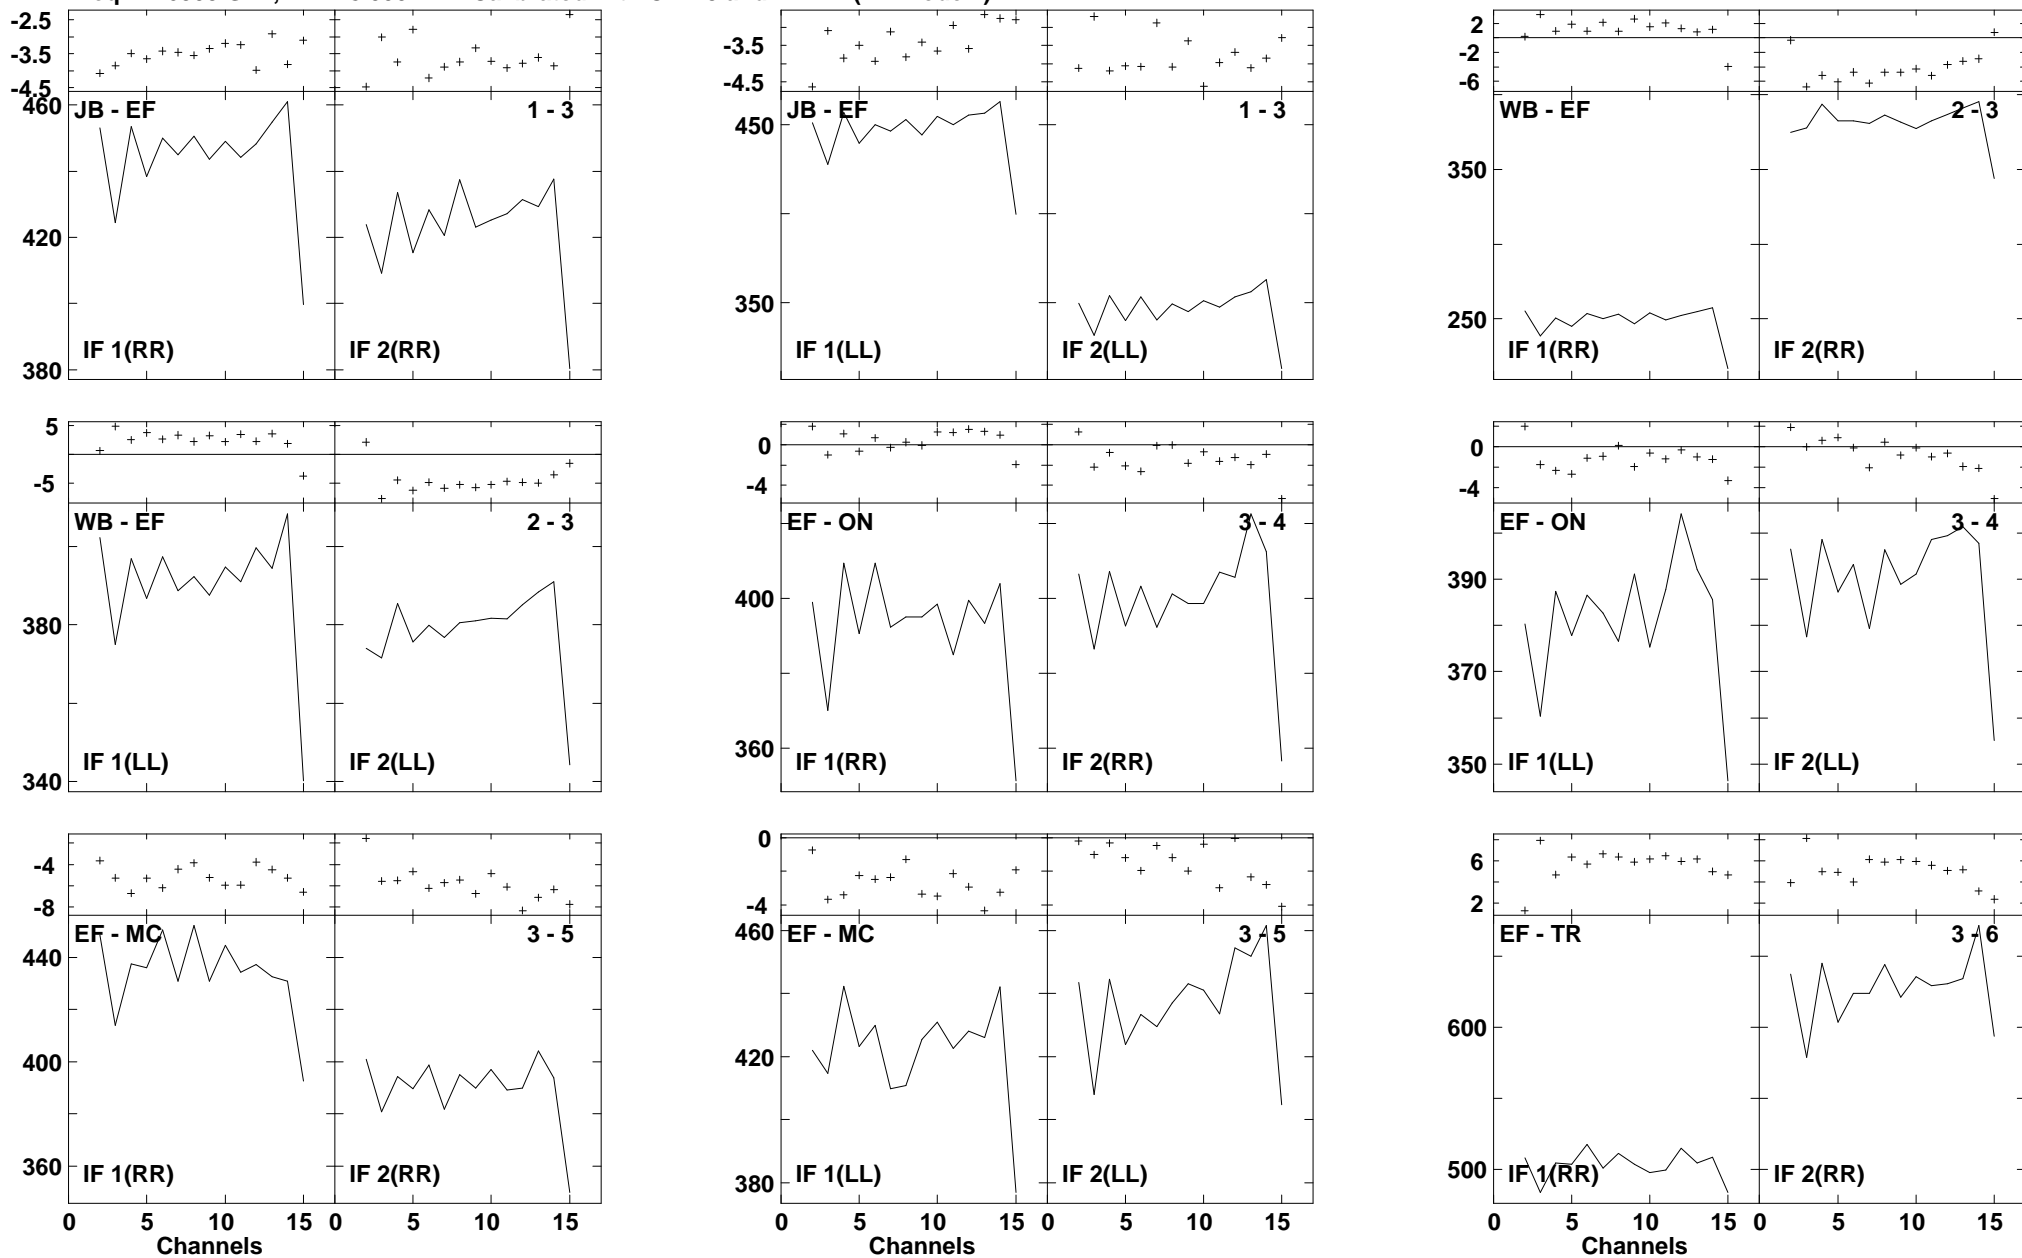 -2.5
-3.5
-4.5
460
420
380
JB - EF
1 - 3
IF 1(RR)
IF 2(RR)
-3.5
-4.5
450
350
JB - EF
1 - 3
IF 1(LL)
IF 2(LL)
2
-2
-6
350
250
WB - EF
2 - 3
IF 1(RR)
IF 2(RR)
5
-5
380
340
WB - EF
2 - 3
IF 1(LL)
IF 2(LL)
0
-4
400
360
EF - ON
3 - 4
IF 1(RR)
IF 2(RR)
0
-4
390
370
350
EF - ON
3 - 4
IF 1(LL)
IF 2(LL)
-4
-8
440
400
360
EF - MC
3 - 5
IF 1(RR)
IF 2(RR)
0 5 10 15 0 5 10 15
Channels
0
-4
460
420
380
EF - MC
3 - 5
IF 1(LL)
IF 2(LL)
0 5 10 15 0 5 10 15
Channels
6
2
600
500
EF - TR
3 - 6
IF 1(RR)
IF 2(RR)
0 5 10 15 0 5 10 15
Channels